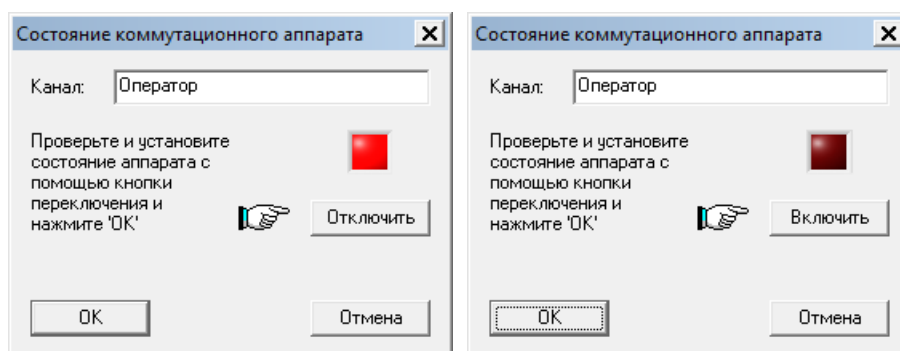 Состояние коммутационного аппарата
Канал: Оператор
Проверьте и установите
состояние аппарата с
помощью кнопки
переключения и
нажмите 'OK'
Отключить
OK Отмена
Состояние коммутационного аппарата
Канал: Оператор
Проверьте и установите
состояние аппарата с
помощью кнопки
переключения и
нажмите 'OK'
Включить
OK Отмена